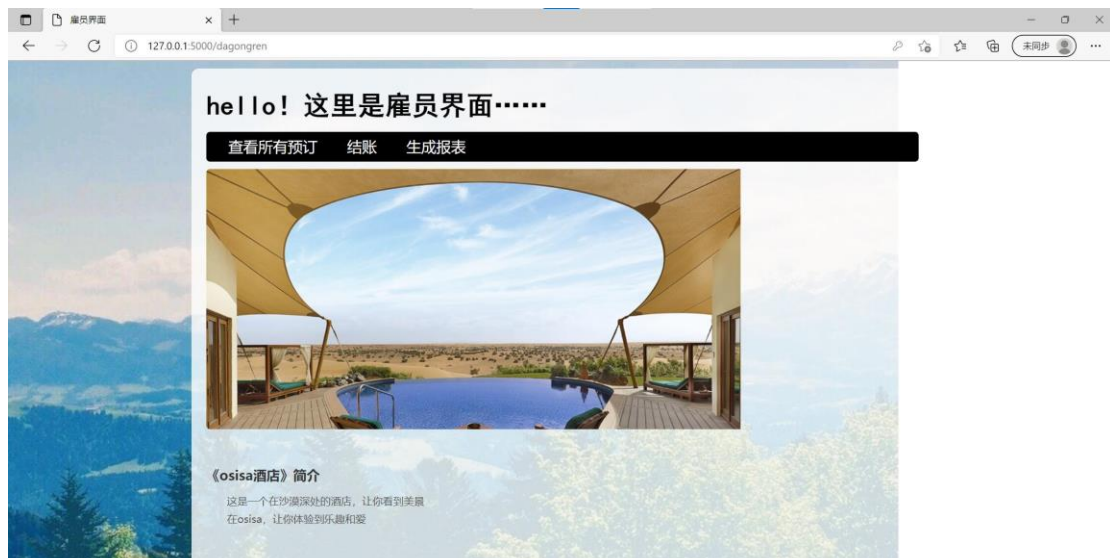 雇员界面
127.0.0.1:5000/dagongren
未同步
hello! 这里是雇员界面……
查看所有预订 结账 生成报表
《osisa酒店》简介
这是一个在沙漠深处的酒店，让你看到美景
在osisa，让你体验到乐趣和爱